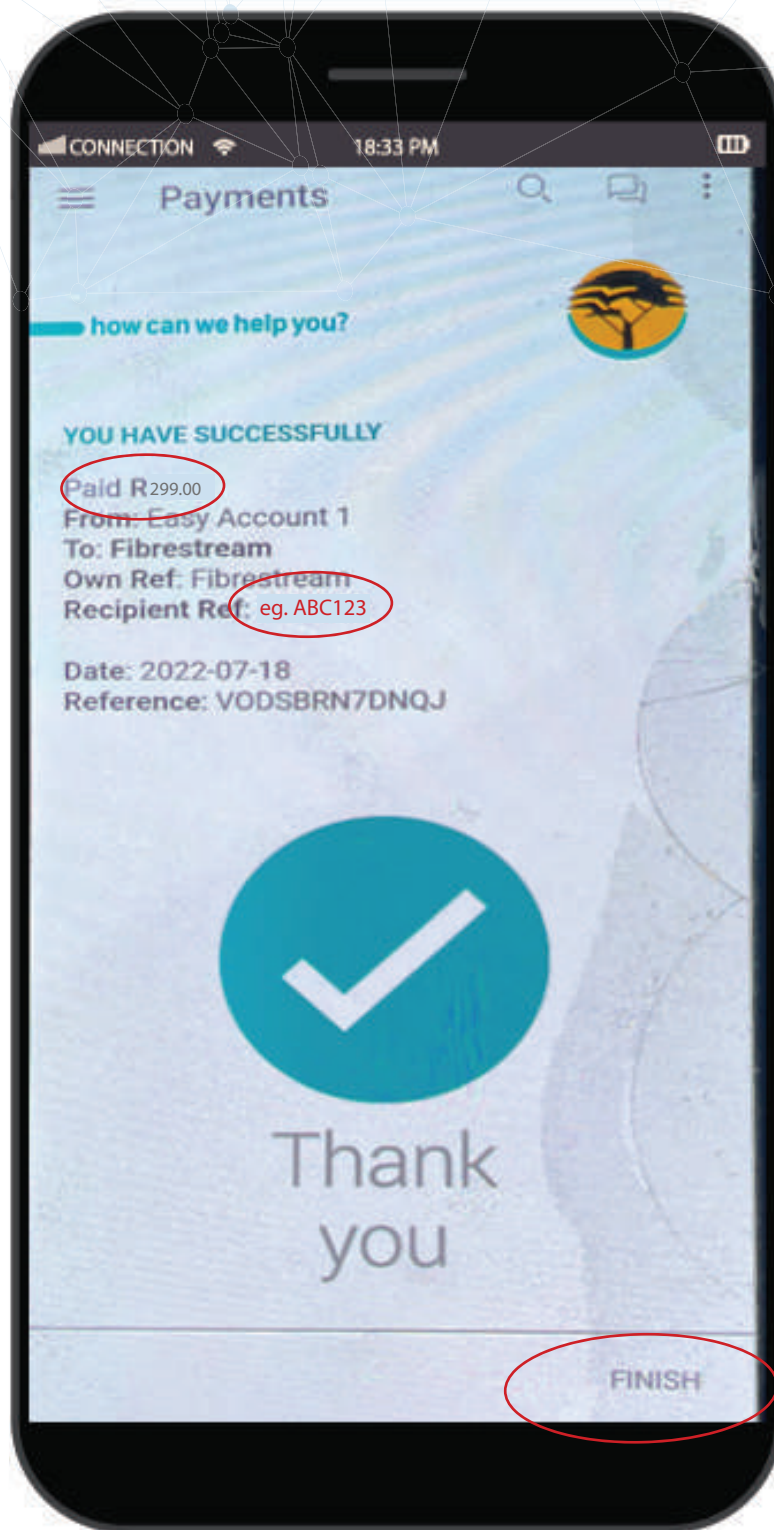 CONNECTION 18:33 PM
Payments
how can we help you?
YOU HAVE SUCCESSFULLY
Paid R299.00
From: Easy Account 1
To: Fibrestream
Own Ref: Fibrestream
Recipient Ref: eg. ABC123
Date: 2022-07-18
Reference: VODSBRN7DNQJ
Thank
you
FINISH